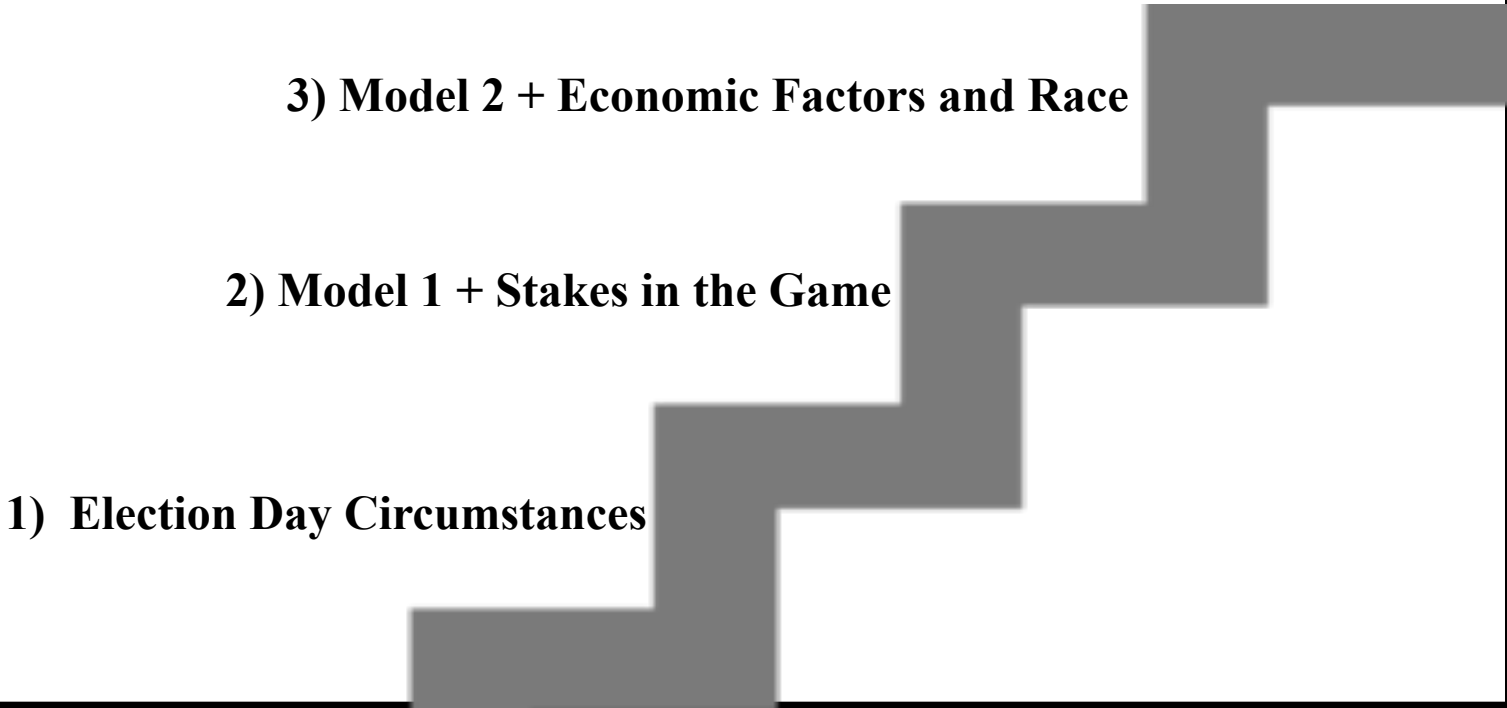 3) Model 2 + Economic Factors and Race
2) Model 1 + Stakes in the Game
1) Election Day Circumstances